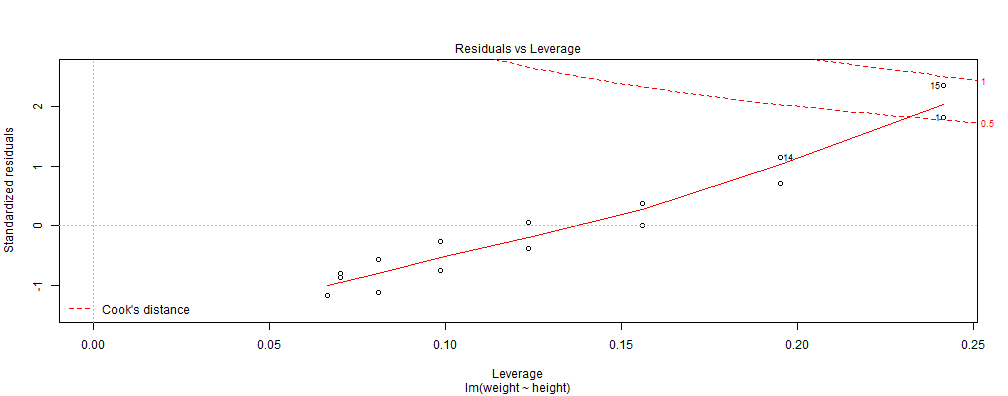 Residuals vs Leverage
Standardized residuals
2
1
0
-1
15
1
14
1
0.5
Cook's distance
0.00 0.05 0.10 0.15 0.20 0.25
Leverage
lm(weight ~ height)